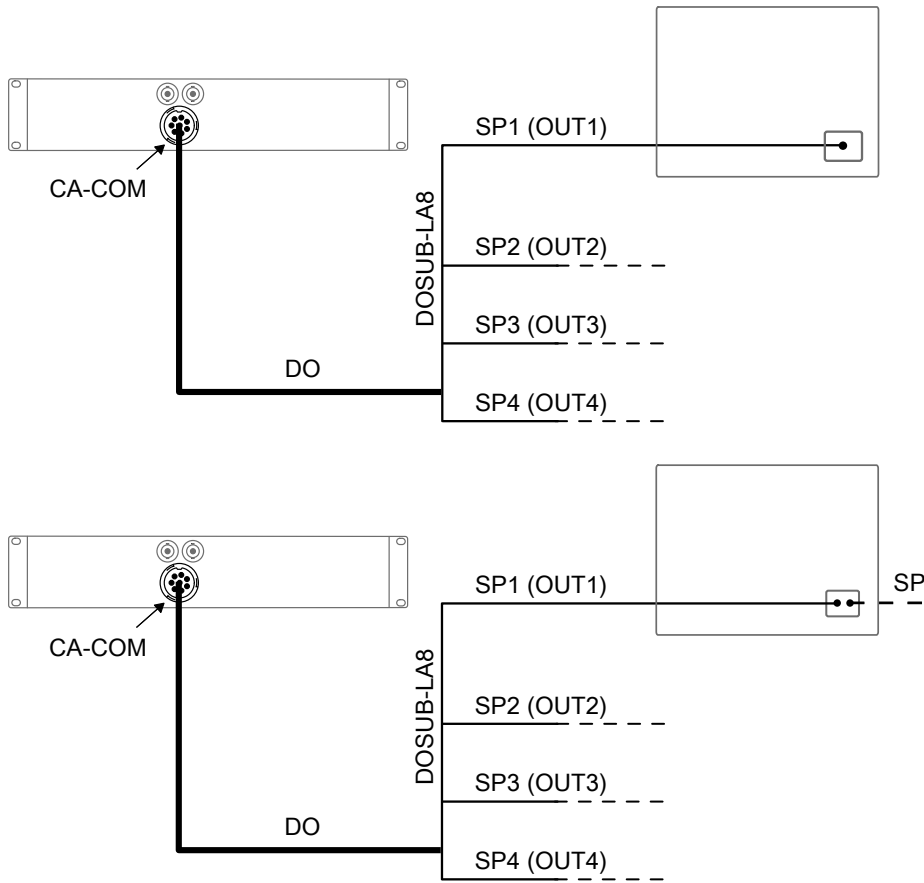 SP1 (OUT1)
CA-COM
DOSUB-LA8
SP2 (OUT2)
SP3 (OUT3)
DO
SP4 (OUT4)
SP1 (OUT1)
SP
CA-COM
DOSUB-LA8
SP2 (OUT2)
SP3 (OUT3)
DO
SP4 (OUT4)